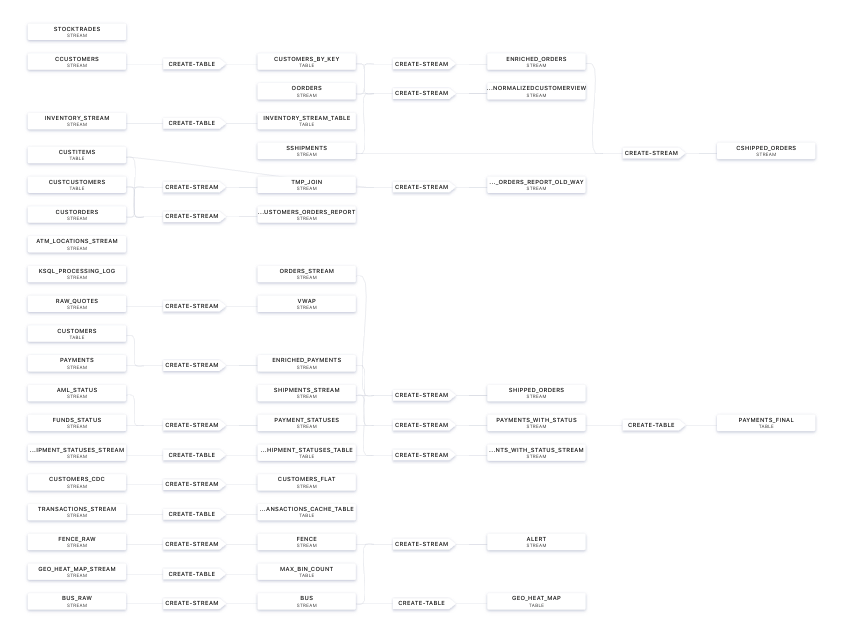 STOCKTRADES
STREAM
CCUSTOMERS
STREAM
CREATE-TABLE
CUSTOMERS_BY_KEY
TABLE
CREATE-STREAM
ENRICHED_ORDERS
STREAM
OORDERS
STREAM
CREATE-STREAM
...NORMALIZEDCUSTOMERVIEW
STREAM
INVENTORY_STREAM
STREAM
CREATE-TABLE
INVENTORY_STREAM_TABLE
TABLE
CUSTITEMS
TABLE
SSHIPMENTS
STREAM
CREATE-STREAM
CSHIPPED_ORDERS
STREAM
CUSTCUSTOMERS
TABLE
CREATE-STREAM
TMP_JOIN
STREAM
CREATE-STREAM
..._ORDERS_REPORT_OLD_WAY
STREAM
CUSTORDERS
STREAM
CREATE-STREAM
...USTOMERS_ORDERS_REPORT
STREAM
ATM_LOCATIONS_STREAM
STREAM
KSQL_PROCESSING_LOG
STREAM
ORDERS_STREAM
STREAM
RAW_QUOTES
STREAM
CREATE-STREAM
VWAP
STREAM
CUSTOMERS
TABLE
PAYMENTS
STREAM
CREATE-STREAM
ENRICHED_PAYMENTS
STREAM
AML_STATUS
STREAM
SHIPMENTS_STREAM
STREAM
CREATE-STREAM
SHIPPED_ORDERS
STREAM
FUNDS_STATUS
STREAM
CREATE-STREAM
PAYMENT_STATUSES
STREAM
CREATE-STREAM
PAYMENTS_WITH_STATUS
STREAM
CREATE-TABLE
PAYMENTS_FINAL
TABLE
...IPMENT_STATUSES_STREAM
STREAM
CREATE-TABLE
...HIPMENT_STATUSES_TABLE
TABLE
CREATE-STREAM
...NTS_WITH_STATUS_STREAM
STREAM
CUSTOMERS_CDC
STREAM
CREATE-STREAM
CUSTOMERS_FLAT
STREAM
TRANSACTIONS_STREAM
STREAM
CREATE-TABLE
...ANSACTIONS_CACHE_TABLE
TABLE
FENCE_RAW
STREAM
CREATE-STREAM
FENCE
STREAM
CREATE-STREAM
ALERT
STREAM
GEO_HEAT_MAP_STREAM
STREAM
CREATE-TABLE
MAX_BIN_COUNT
TABLE
BUS_RAW
STREAM
CREATE-STREAM
BUS
STREAM
CREATE-TABLE
GEO_HEAT_MAP
TABLE